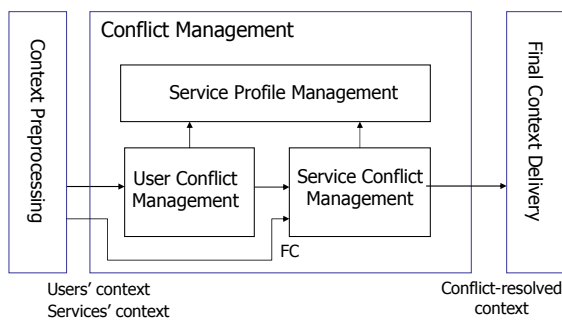 Conflict Management
Context Preprocessing
Service Profile Management
User Conflict
Management
Service Conflict
Management
FC
Final Context Delivery
Users' context
Services' context
Conflict-resolved
context